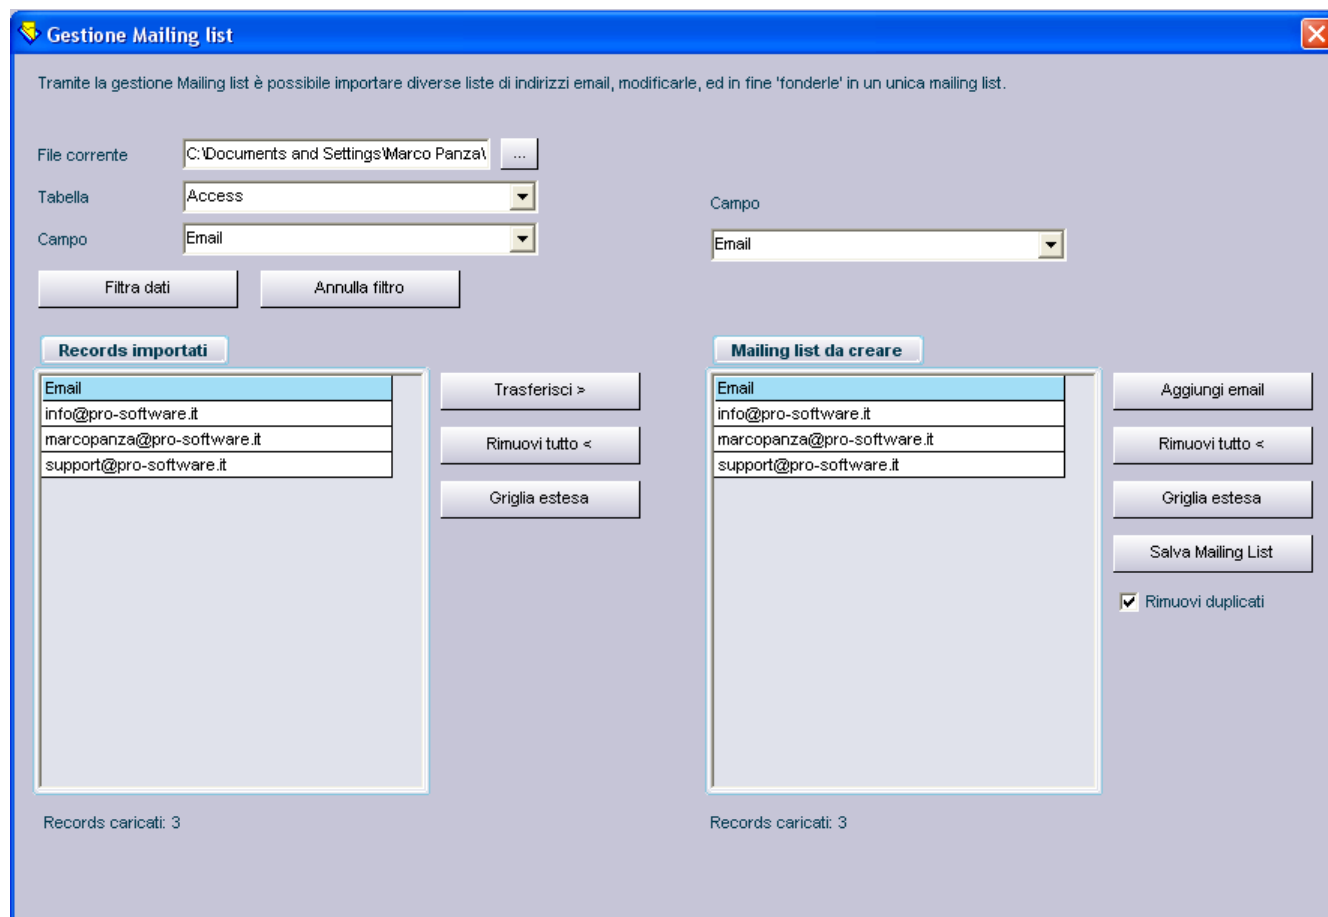 Gestione Mailing list
Tramite la gestione Mailing list è possibile importare diverse liste di indirizzi email, modificarle, ed in fine 'fonderle' in un unica mailing list.
File corrente C:\Documents and Settings\Marco Panza\ ...
Tabella Access
Campo Email
Campo
Email
Filtra dati Annulla filtro
Records importati
Email
info@pro-software.it
marcopanza@pro-software.it
support@pro-software.it
Trasferisci >
Rimuovi tutto <
Griglia estesa
Records caricati: 3
Mailing list da creare
Email
info@pro-software.it
marcopanza@pro-software.it
support@pro-software.it
Aggiungi email
Rimuovi tutto <
Griglia estesa
Salva Mailing List
Rimuovi duplicati
Records caricati: 3